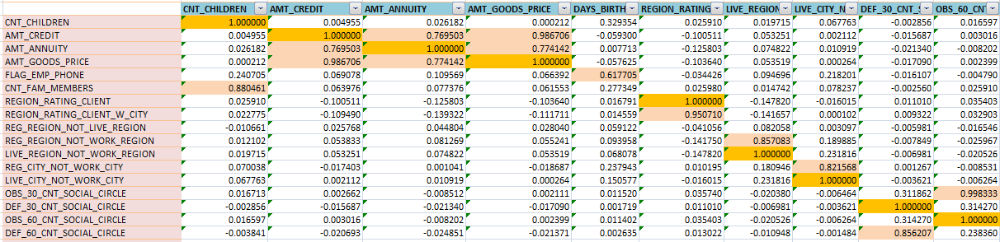 CNT_CHILDREN AMT_CREDIT AMT_ANNUITY AMT_GOODS_PRICE DAYS_BIRTH REGION_RATING LIVE_REGION LIVE_CITY_N DEF_30_CNT_S OBS_60_CNT
CNT_CHILDREN 1.000000 0.004955 0.026182 0.000212 0.329354 0.025910 0.019715 0.067763 -0.002856 0.016597
AMT_CREDIT 0.004955 1.000000 0.769503 0.986706 -0.059300 -0.100511 0.053251 0.002112 -0.015687 0.003016
AMT_ANNUITY 0.026182 0.769503 1.000000 0.774142 0.007713 -0.125803 0.074822 0.010919 -0.021340 -0.008202
AMT_GOODS_PRICE 0.000212 0.986706 0.774142 1.000000 -0.057625 -0.103640 0.053519 0.000264 -0.017090 0.002399
FLAG_EMP_PHONE 0.240705 0.069078 0.109569 0.066392 0.617705 -0.034426 0.094696 0.218201 -0.016107 -0.004790
CNT_FAM_MEMBERS 0.880461 0.063976 0.077376 0.061553 0.277349 0.025980 0.014742 0.078237 -0.002560 0.025910
REGION_RATING_CLIENT 0.025910 -0.100511 -0.125803 -0.103640 0.016791 1.000000 -0.147820 -0.016015 0.011010 0.035403
REGION_RATING_CLIENT_W_CITY 0.022775 -0.109490 -0.139322 -0.111711 0.014559 0.950710 -0.141657 0.000102 0.009322 0.032903
REG_REGION_NOT_LIVE_REGION -0.010661 0.025768 0.044804 0.028040 0.059122 -0.041056 0.082058 0.003097 -0.005981 -0.016546
REG_REGION_NOT_WORK_REGION 0.012102 0.053833 0.081269 0.055241 0.093958 -0.141750 0.857083 0.189885 -0.007849 -0.025967
LIVE_REGION_NOT_WORK_REGION 0.019715 0.053251 0.074822 0.053519 0.068078 -0.147820 1.000000 0.231816 -0.006981 -0.020526
REG_CITY_NOT_WORK_CITY 0.070038 -0.017403 0.001041 -0.018687 0.237943 0.010195 0.180946 0.821568 0.001267 -0.008531
LIVE_CITY_NOT_WORK_CITY 0.067763 0.002112 0.010919 0.000264 0.150577 -0.016015 0.231816 1.000000 -0.003621 -0.006264
OBS_30_CNT_SOCIAL_CIRCLE 0.016713 0.002662 -0.008512 0.002111 0.011520 0.035740 -0.020380 -0.006464 0.311862 0.998333
DEF_30_CNT_SOCIAL_CIRCLE -0.002856 -0.015687 -0.021340 -0.017090 0.001719 0.011010 -0.006981 -0.003621 1.000000 0.314270
OBS_60_CNT_SOCIAL_CIRCLE 0.016597 0.003016 -0.008202 0.002399 0.011402 0.035403 -0.020526 -0.006264 0.314270 1.000000
DEF_60_CNT_SOCIAL_CIRCLE -0.003841 -0.020693 -0.024851 -0.021371 0.002635 0.013022 -0.010948 -0.001484 0.856207 0.238360